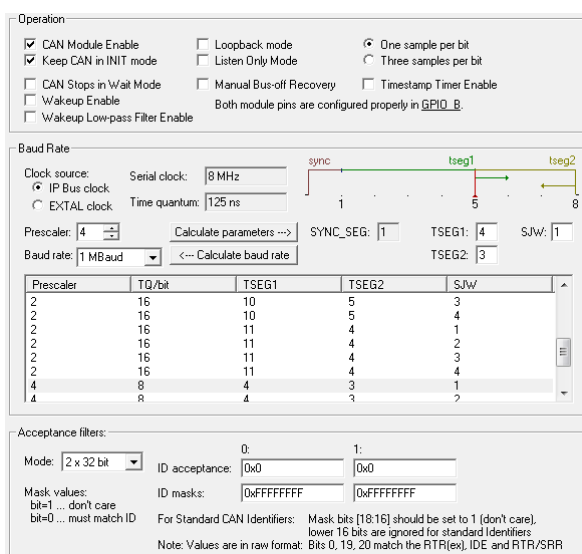 Operation
CAN Module Enable
Keep CAN in INIT mode
CAN Stops in Wait Mode
Wakeup Enable
Wakeup Low-pass Filter Enable
Loopback mode
Listen Only Mode
Manual Bus-off Recovery
One sample per bit
Three samples per bit
Timestamp Timer Enable
Both module pins are configured properly in GPIO_B.
Baud Rate
Clock source:
IP Bus clock
EXTAL clock
Serial clock: 8 MHz
Time quantum: 125 ns
sync tseg1 tseg2
1 5 8
Prescaler: 4 Calculate parameters ---> SYNC_SEG: 1 TSEG1: 4 SJW: 1
Baud rate: 1 MBaud <--- Calculate baud rate TSEG2: 3
Prescaler TQ/bit TSEG1 TSEG2 SJW
2 16 10 5 3
2 16 10 5 4
2 16 11 4 1
2 16 11 4 2
2 16 11 4 3
2 16 11 4 4
4 8 4 3 1
4 8 4 3 2
Acceptance filters:
Mode: 2 x 32 bit
0: 1:
ID acceptance: 0x0 0x0
ID masks: 0xFFFFFFFF 0xFFFFFFFF
Mask values:
bit=1 ... don't care
bit=0 ... must match ID
For Standard CAN Identifiers: Mask bits [18:16] should be set to 1 (don't care),
lower 16 bits are ignored for standard Identifiers
Note: Values are in raw format: Bits 0, 19, 20 match the RTR(ex), IDE and RTR/SRR